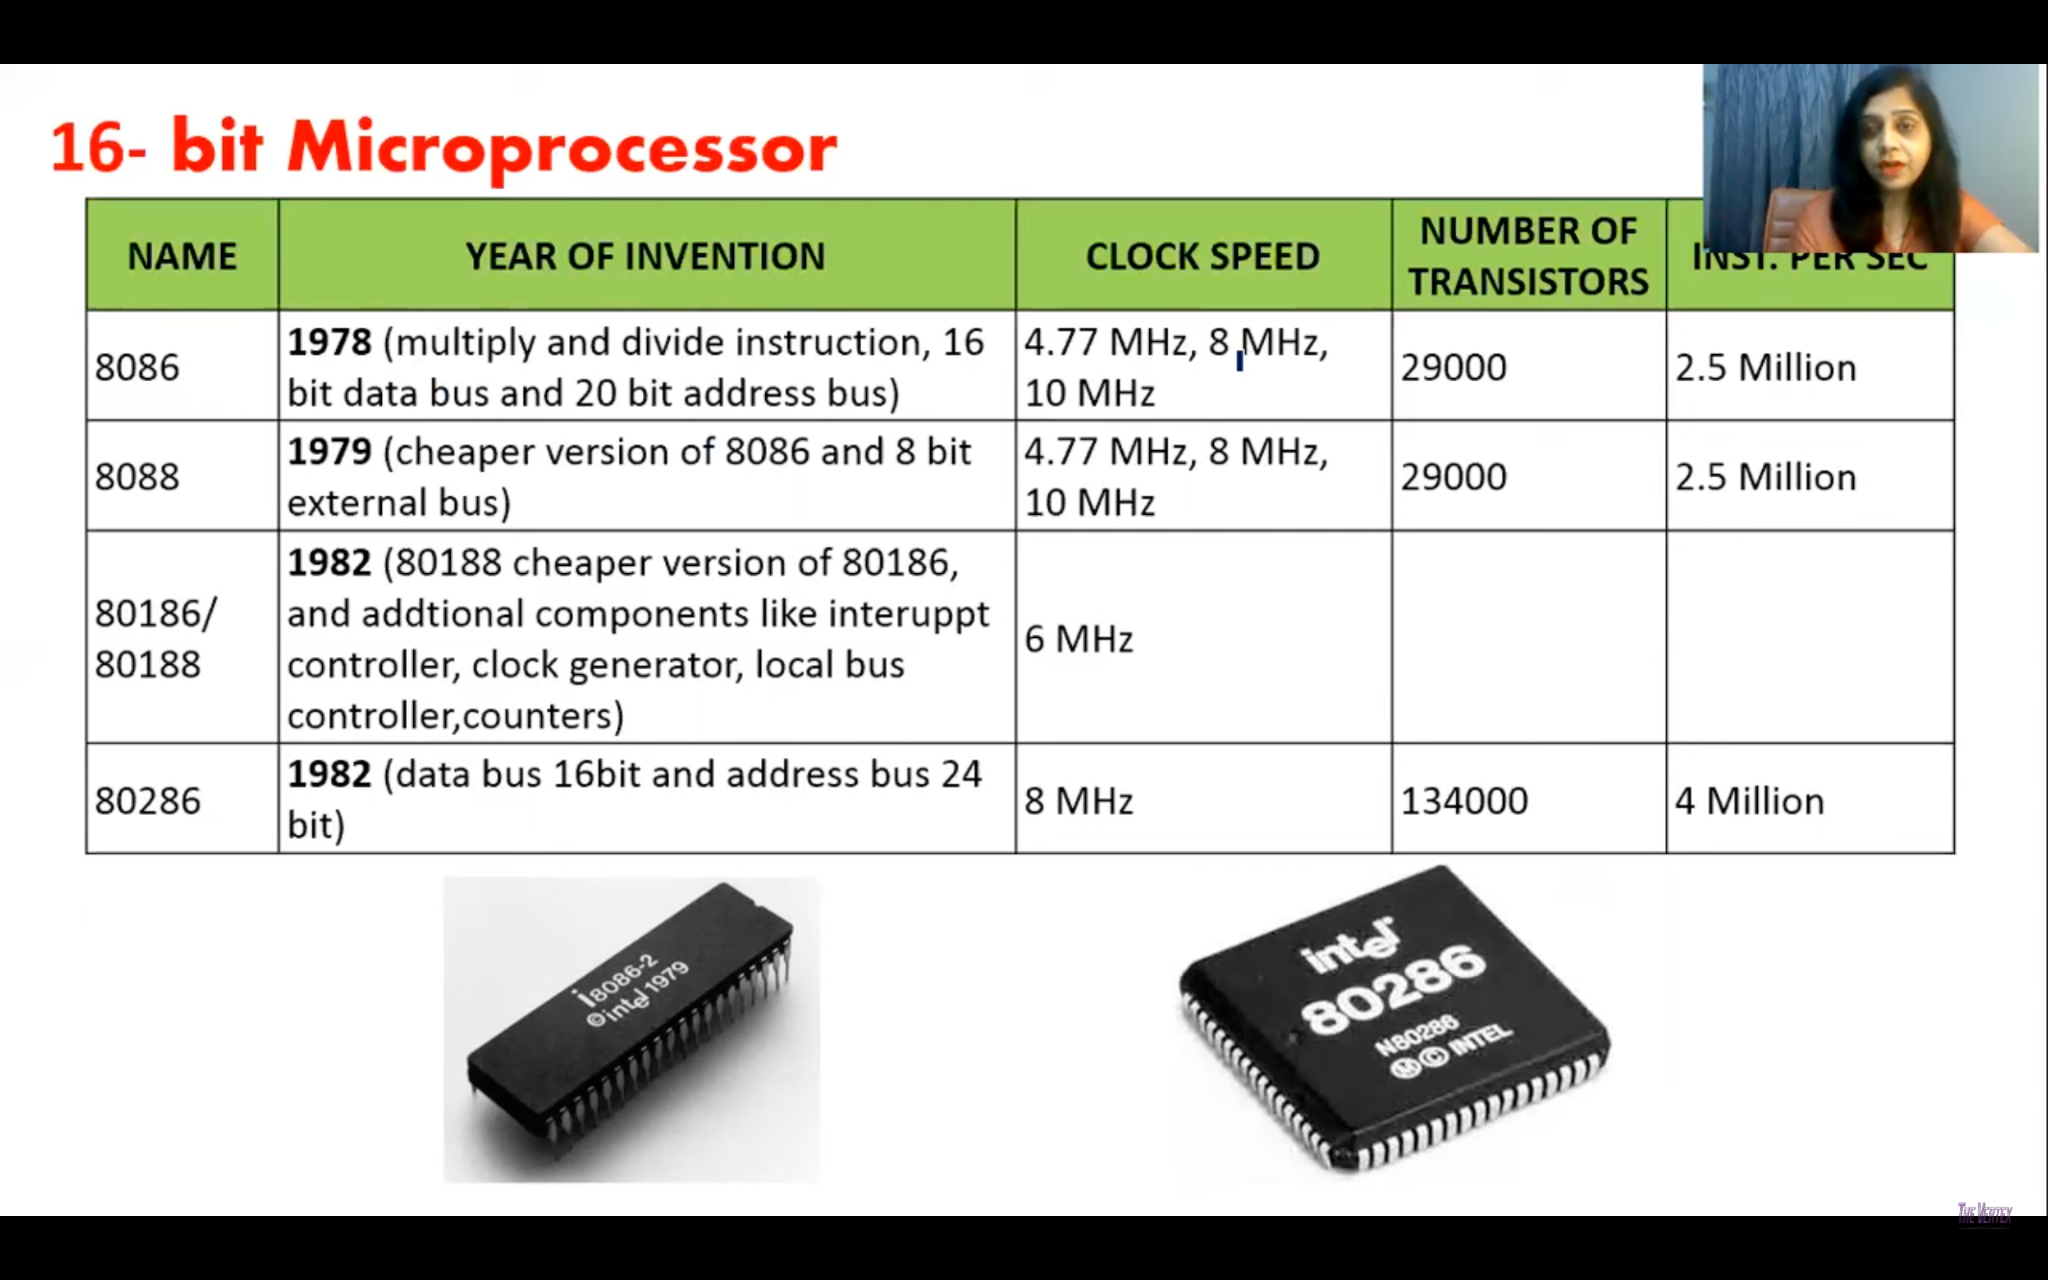 16- bit Microprocessor
NAME YEAR OF INVENTION CLOCK SPEED NUMBER OF TRANSISTORS INST. PER SEC
8086
1978 (multiply and divide instruction, 16
bit data bus and 20 bit address bus)
4.77 MHz, 8 MHz,
10 MHz
29000
2.5 Million
8088
1979 (cheaper version of 8086 and 8 bit
external bus)
4.77 MHz, 8 MHz,
10 MHz
29000
2.5 Million
80186/
80188
1982 (80188 cheaper version of 80186,
and addtional components like interuppt
controller, clock generator, local bus
controller,counters)
6 MHz
80286
1982 (data bus 16bit and address bus 24
bit)
8 MHz
134000
4 Million
i8086-2
©intel 1979
intel
80286
N80286
Ⓜ © INTEL
THE VERTEX